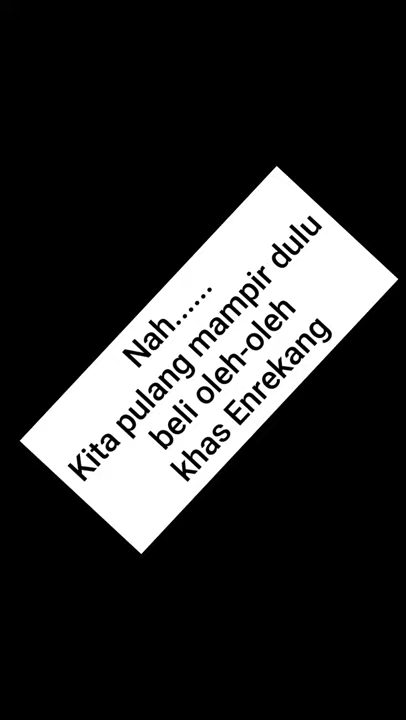 Nah......
Kita pulang mampir dulu
beli oleh-oleh
khas Enrekang